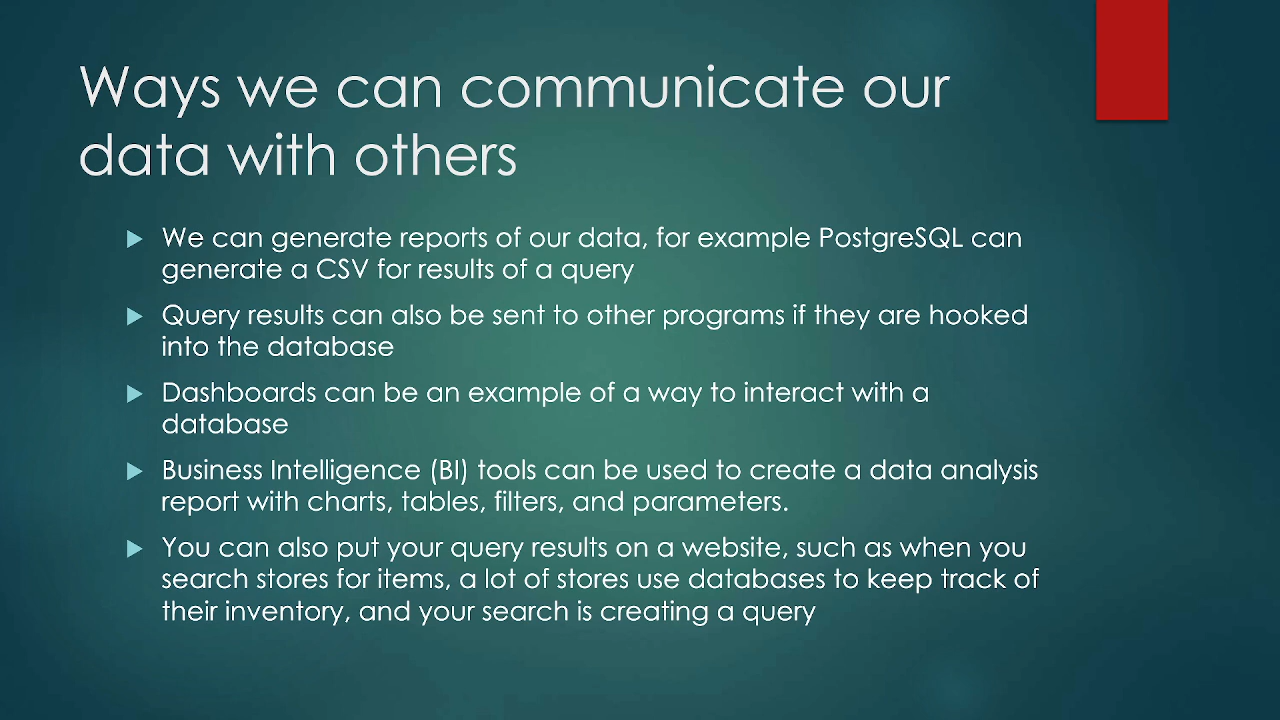 Ways we can communicate our
data with others
We can generate reports of our data, for example PostgreSQL can
generate a CSV for results of a query
Query results can also be sent to other programs if they are hooked
into the database
Dashboards can be an example of a way to interact with a
database
Business Intelligence (BI) tools can be used to create a data analysis
report with charts, tables, filters, and parameters.
You can also put your query results on a website, such as when you
search stores for items, a lot of stores use databases to keep track of
their inventory, and your search is creating a query